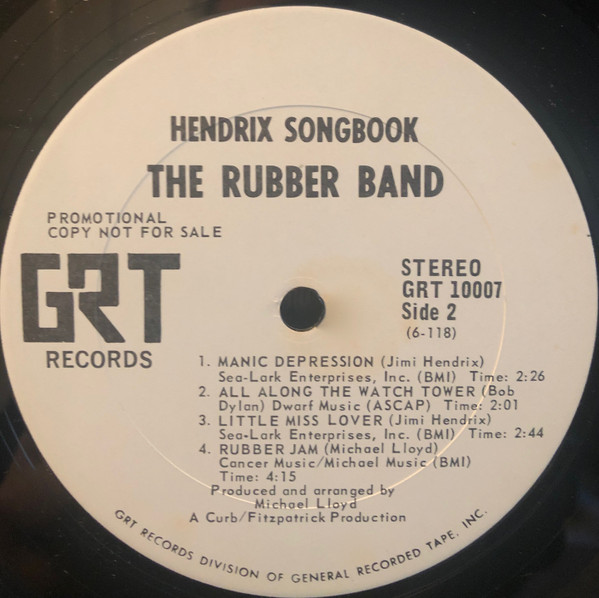 HENDRIX SONGBOOK
THE RUBBER BAND
PROMOTIONAL
COPY NOT FOR SALE
GRT
RECORDS
STEREO
GRT 10007
Side 2
(6-118)
1. MANIC DEPRESSION (Jimi Hendrix)
Sea-Lark Enterprises, Inc. (BMI) Time: 2:26
2. ALL ALONG THE WATCH TOWER (Bob
Dylan) Dwarf Music (ASCAP) Time: 2:01
3. LITTLE MISS LOVER (Jimi Hendrix)
Sea-Lark Enterprises, Inc. (BMI) Time: 2:44
4. RUBBER JAM (Michael Lloyd)
Cancer Music/Michael Music (BMI)
Time: 4:15
Produced and arranged by
Michael Lloyd
A Curb/Fitzpatrick Production
GRT RECORDS DIVISION OF GENERAL RECORDED TAPE, INC.